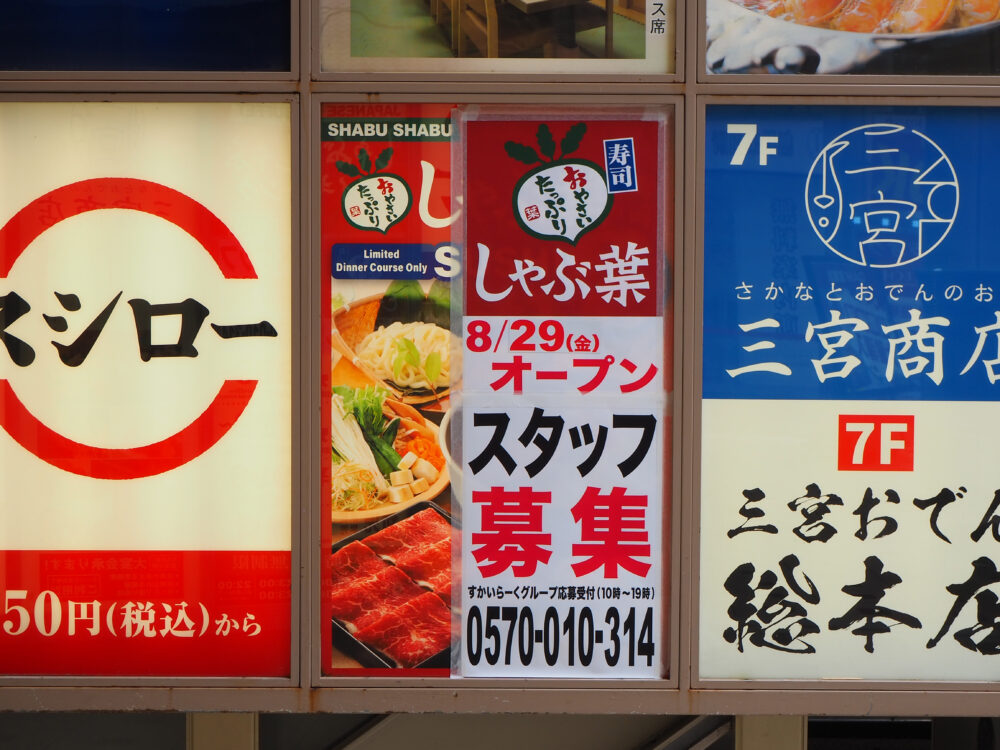 ス席
スシロー
50円(税込)から
SHABU SHABU
おやさい
たっぷり
葉
し
Limited
Dinner Course Only
S
寿司
おやさい
たっぷり
葉
しゃぶ葉
8/29(金)
オープン
スタッフ
募集
すかいらーくグループ応募受付(10時～19時)
0570-010-314
7F
三宮
さかなとおでんのお
三宮商店
7F
三宮おでん
総本店